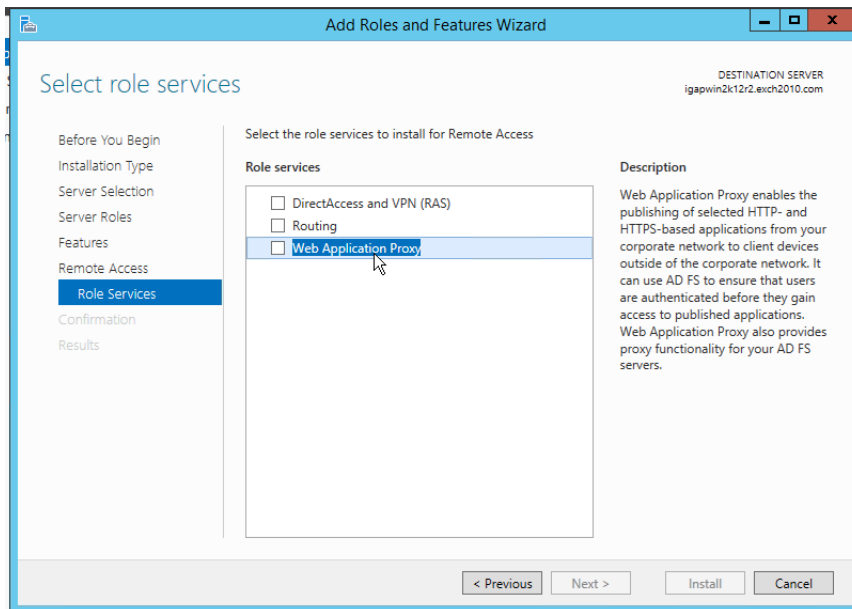 Add Roles and Features Wizard
Select role services
DESTINATION SERVER
igapwin2k12r2.exch2010.com
Before You Begin
Installation Type
Server Selection
Server Roles
Features
Remote Access
Role Services
Confirmation
Results
Select the role services to install for Remote Access
Role services
DirectAccess and VPN (RAS)
Routing
Web Application Proxy
Description
Web Application Proxy enables the
publishing of selected HTTP- and
HTTPS-based applications from your
corporate network to client devices
outside of the corporate network. It
can use AD FS to ensure that users
are authenticated before they gain
access to published applications.
Web Application Proxy also provides
proxy functionality for your AD FS
servers.
< Previous
Next >
Install
Cancel